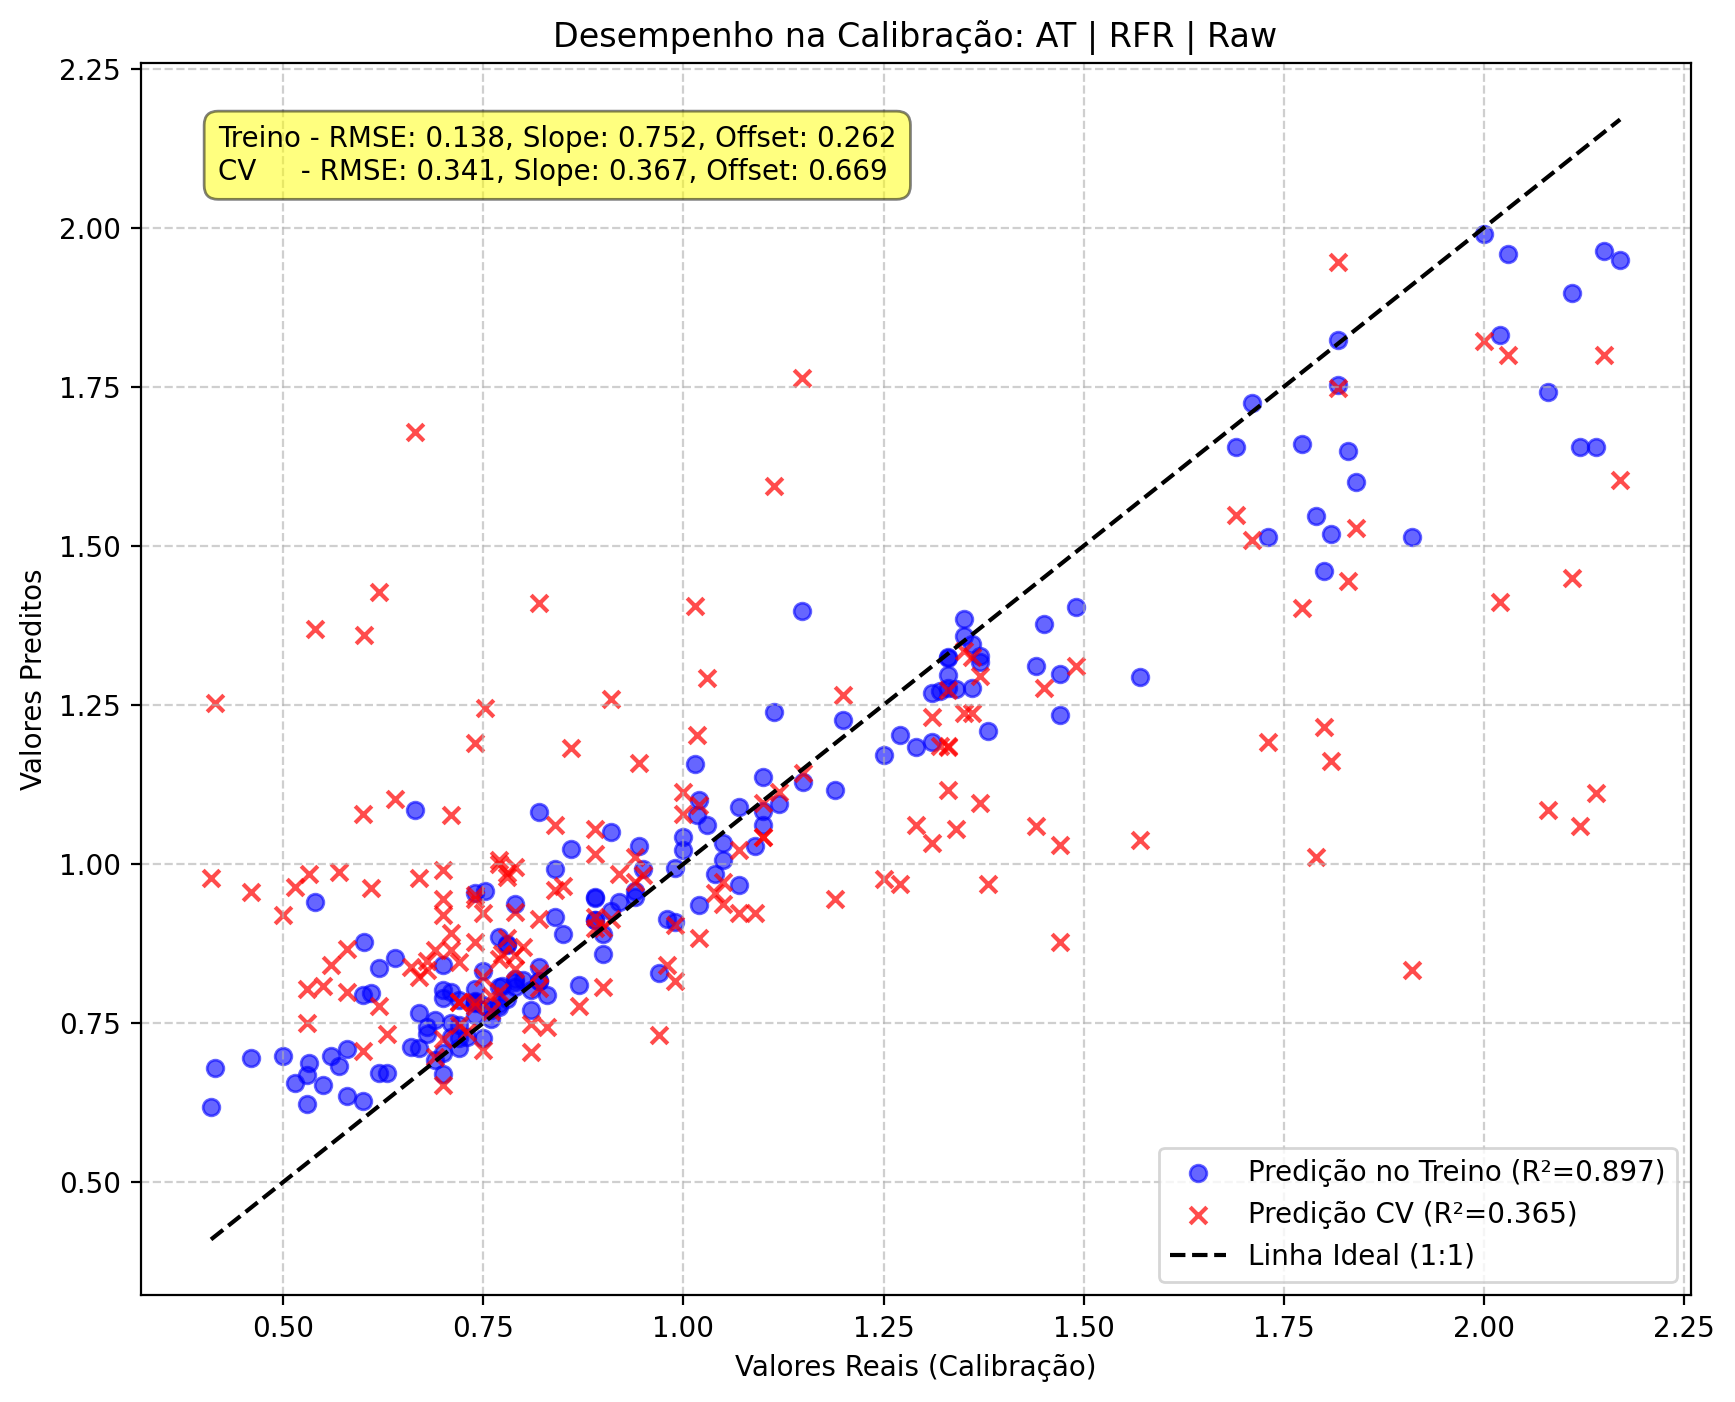 Desempenho na Calibração: AT | RFR | Raw
Treino - RMSE: 0.138, Slope: 0.752, Offset: 0.262
CV     - RMSE: 0.341, Slope: 0.367, Offset: 0.669
Valores Preditos
2.25
2.00
1.75
1.50
1.25
1.00
0.75
0.50
Predição no Treino (R²=0.897)
Predição CV (R²=0.365)
Linha Ideal (1:1)
0.50 0.75 1.00 1.25 1.50 1.75 2.00 2.25
Valores Reais (Calibração)